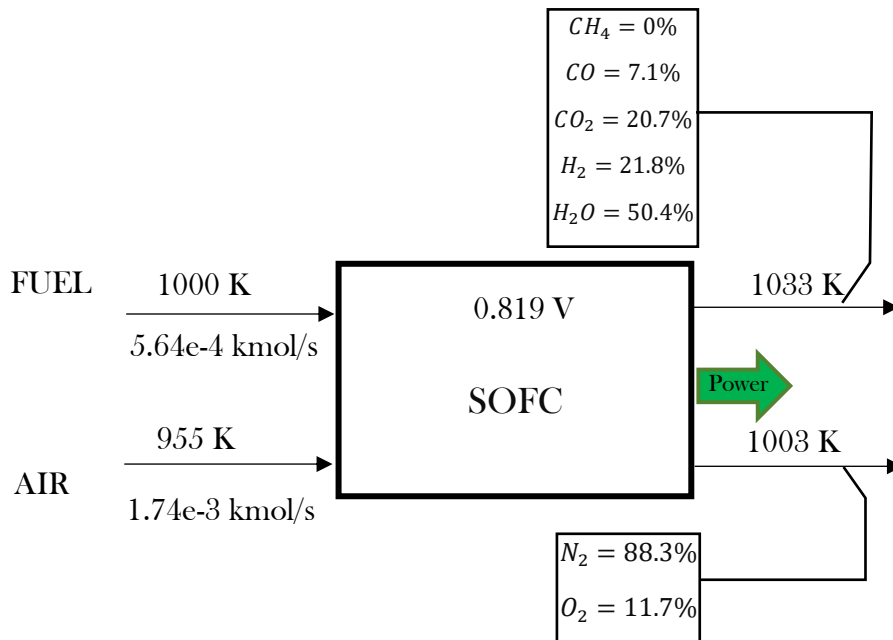 CH₄ = 0%
CO = 7.1%
CO₂ = 20.7%
H₂ = 21.8%
H₂O = 50.4%
FUEL
1000 K
5.64e-4 kmol/s
0.819 V
SOFC
1033 K
Power
AIR
955 K
1.74e-3 kmol/s
1003 K
N₂ = 88.3%
O₂ = 11.7%